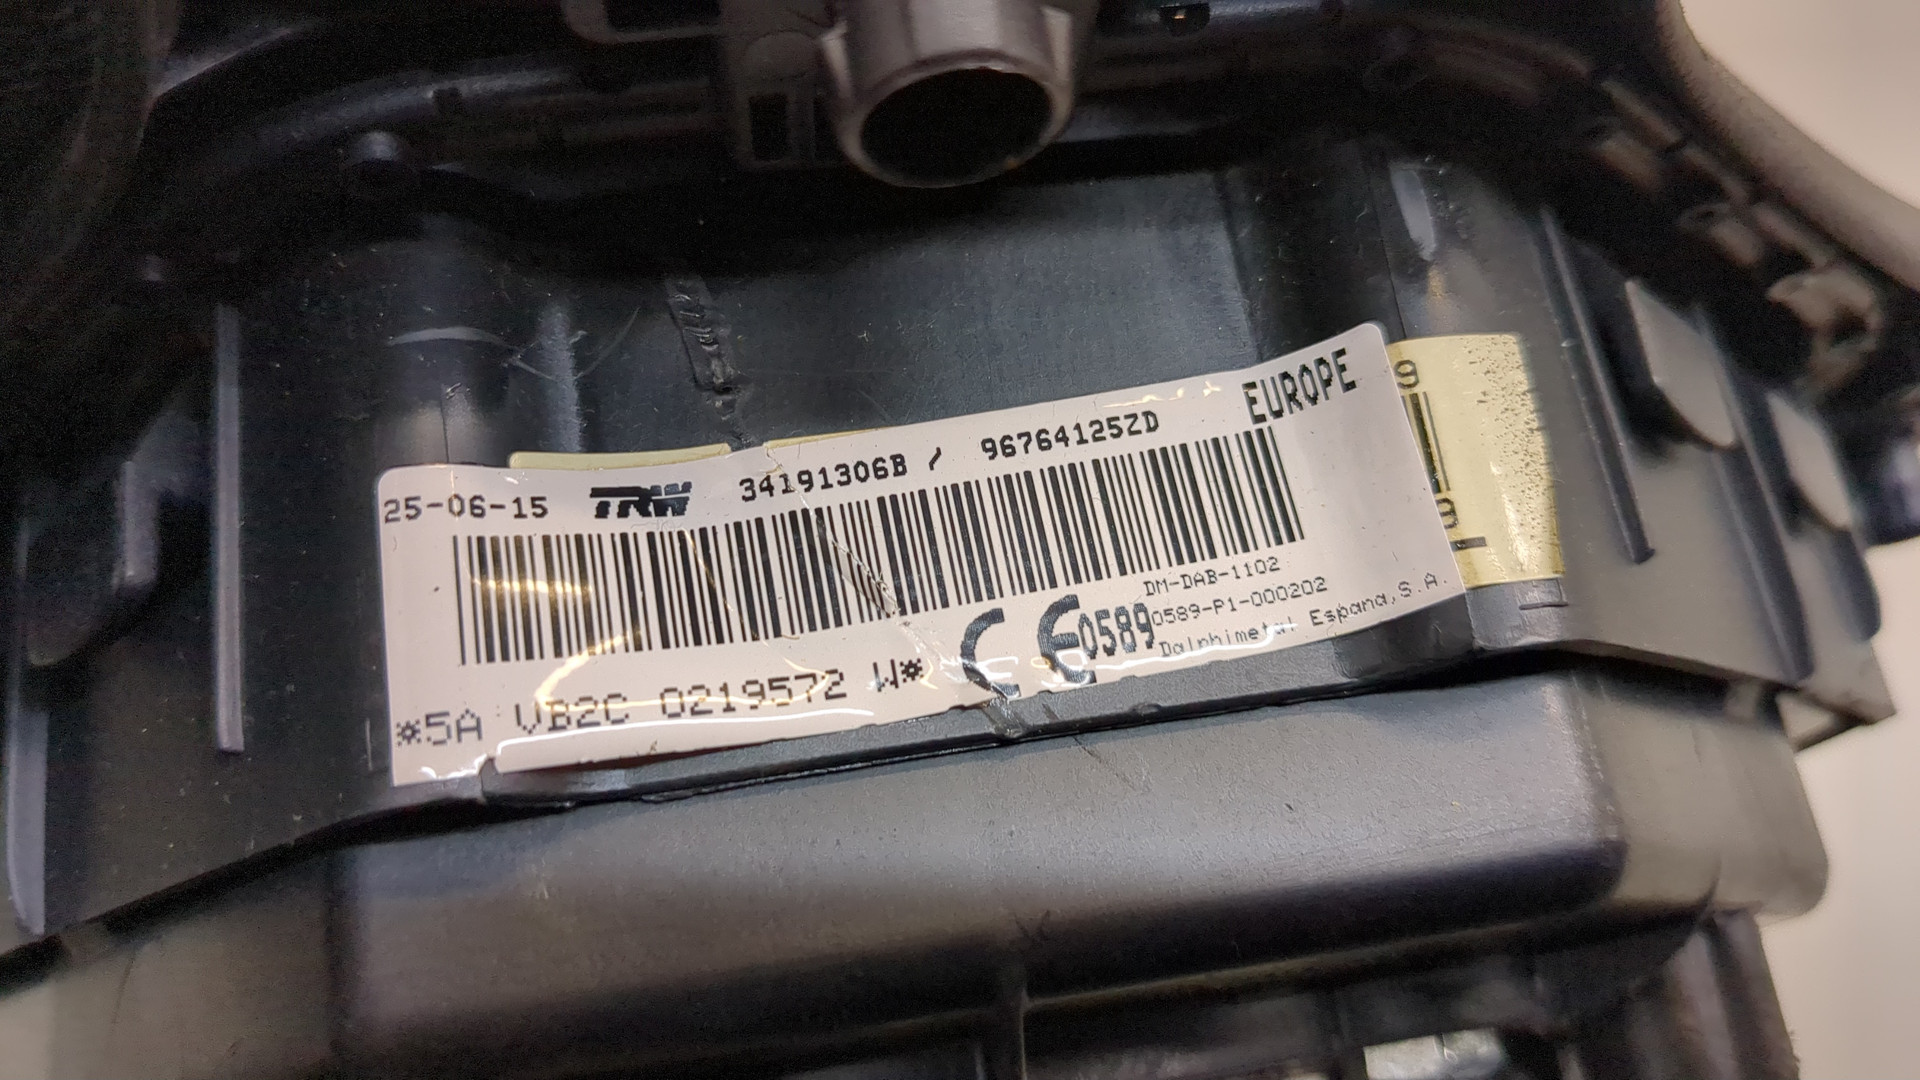 25-06-15 TRW 34191306B / 96764125ZD EUROPE
DM-DAB-1102
CE 0589 0589-P1-000202
Dalphimetal Espana, S.A.
*5A VB2C 0219572 W*
9